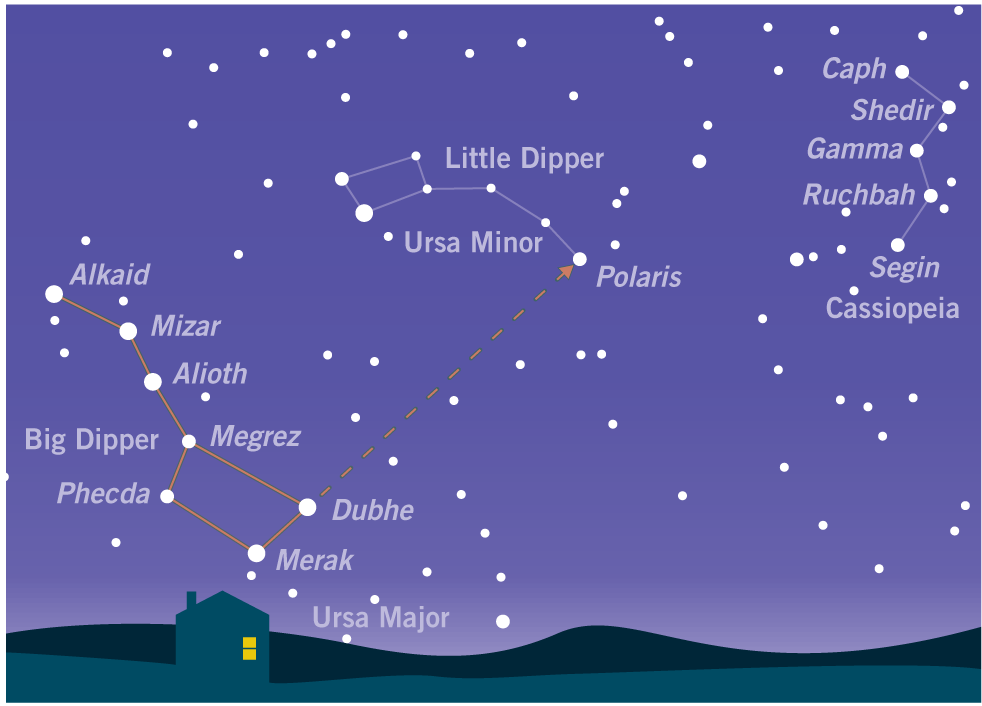 Caph
Shedir
Gamma
Ruchbah
Segin
Cassiopeia
Little Dipper
Ursa Minor
Polaris
Alkaid
Mizar
Alioth
Big Dipper
Megrez
Phecda
Dubhe
Merak
Ursa Major